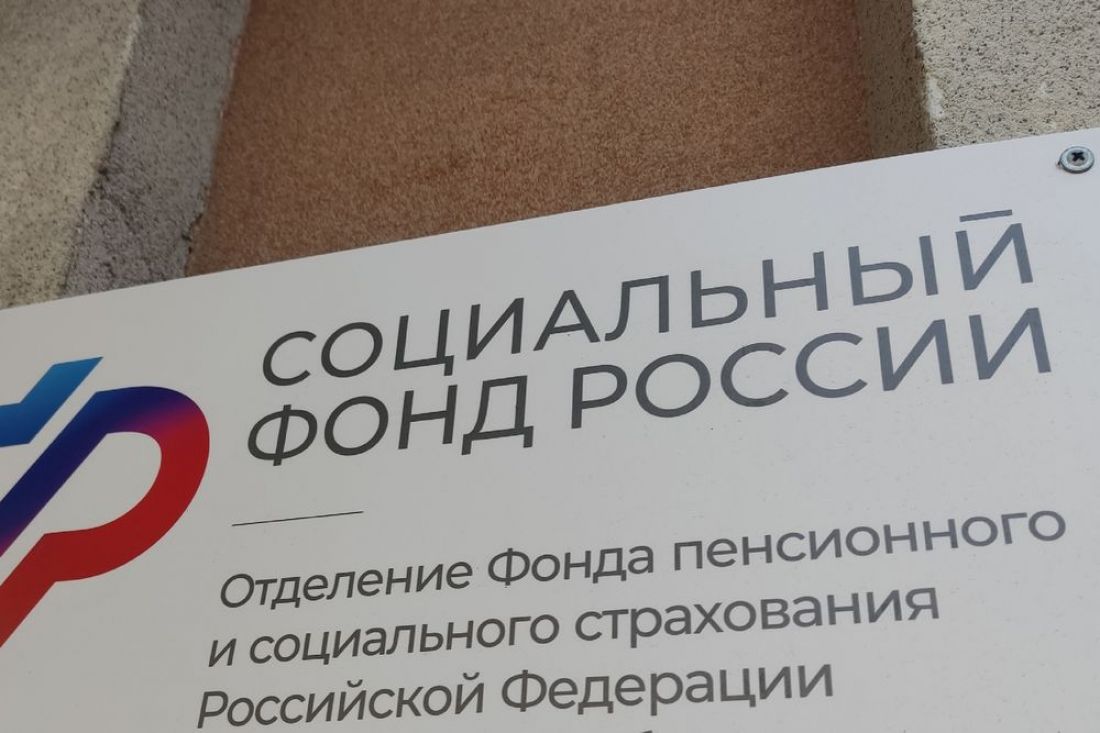 СОЦИАЛЬНЫЙ
ФОНД РОССИИ
Отделение Фонда пенсионного
и социального страхования
Российской Федерации